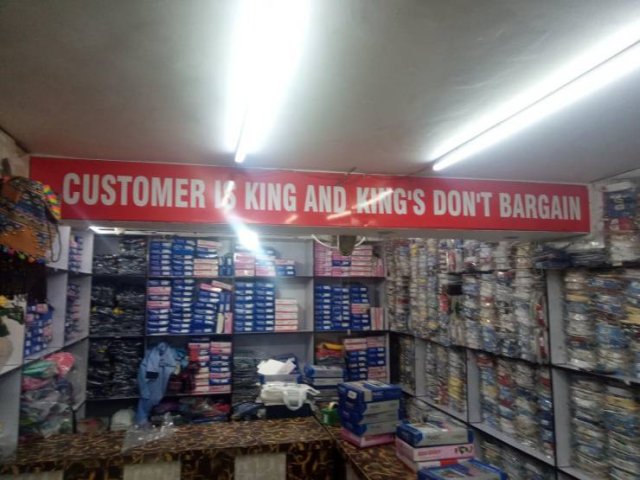 CUSTOMER IS KING AND KING'S DON'T BARGAIN